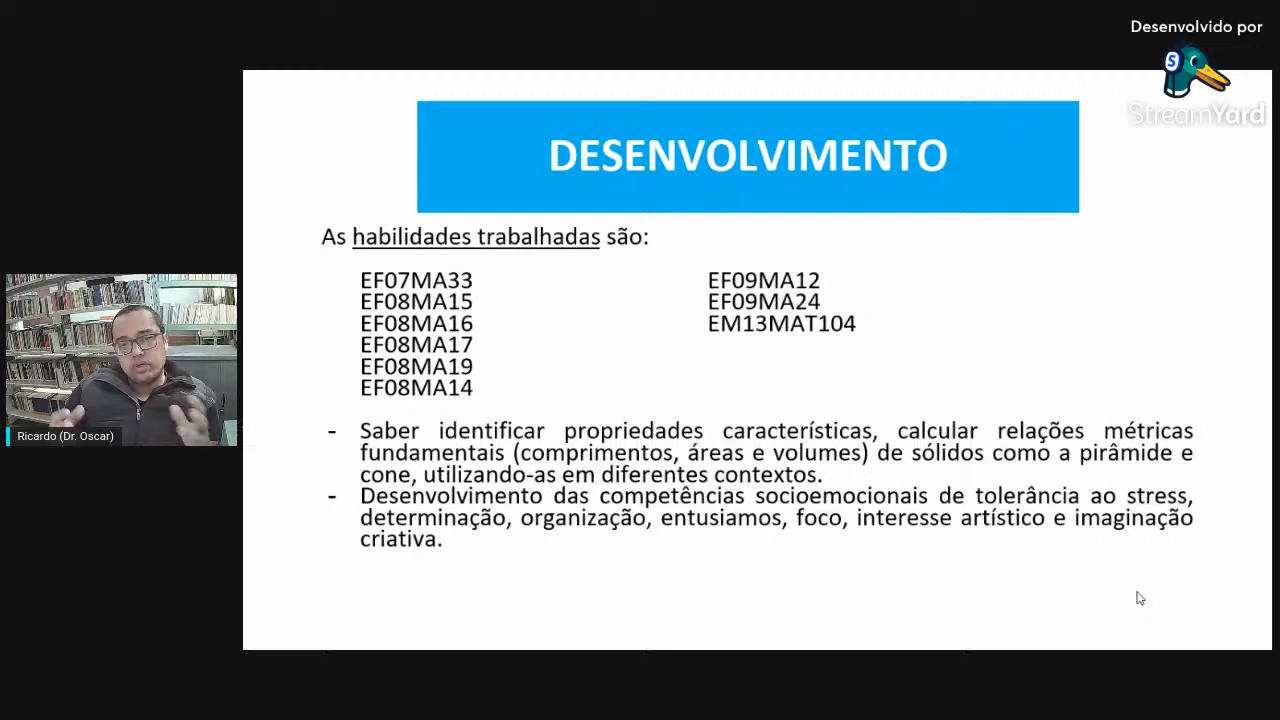 Desenvolvido por
StreamYard
DESENVOLVIMENTO
As habilidades trabalhadas são:
EF07MA33
EF08MA15
EF08MA16
EF08MA17
EF08MA19
EF08MA14
EF09MA12
EF09MA24
EM13MAT104
- Saber identificar propriedades características, calcular relações métricas
fundamentais (comprimentos, áreas e volumes) de sólidos como a pirâmide e
cone, utilizando-as em diferentes contextos.
- Desenvolvimento das competências socioemocionais de tolerância ao stress,
determinação, organização, entusiamos, foco, interesse artístico e imaginação
criativa.
Ricardo (Dr. Oscar)